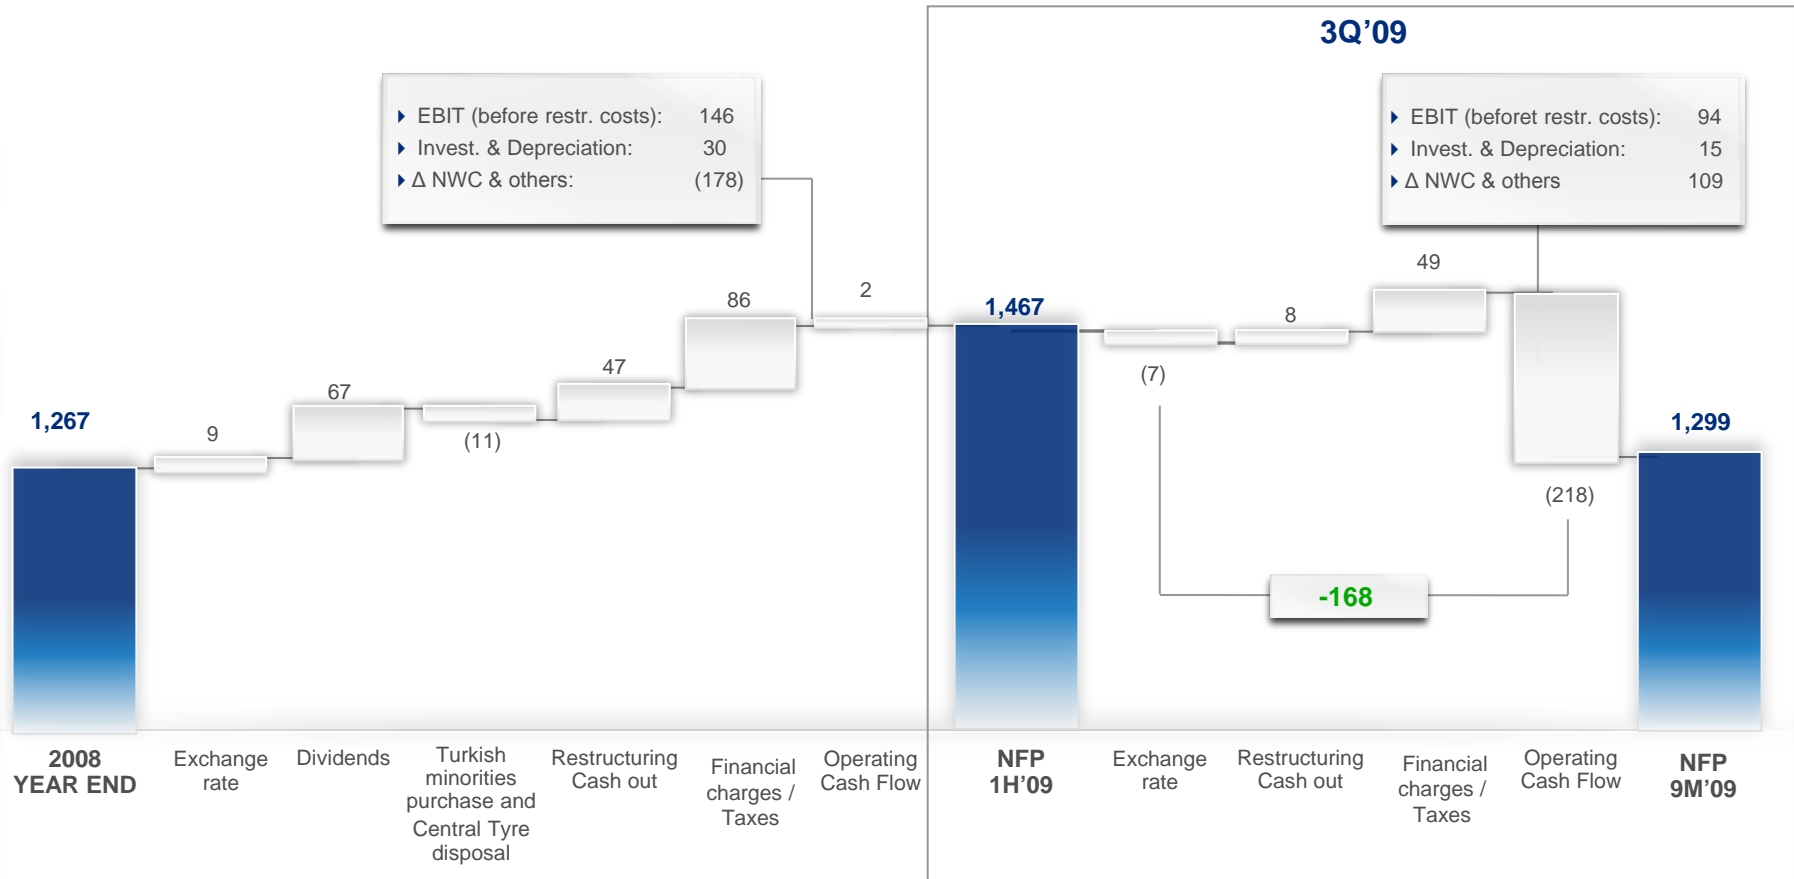 3Q’09
EBIT (before restr. costs): 146
Invest. & Depreciation: 30
Δ NWC & others: (178)
EBIT (beforet restr. costs): 94
Invest. & Depreciation: 15
Δ NWC & others 109
1,267
9
67
(11)
47
86
2
1,467
(7)
8
49
(218)
1,299
-168
2008
YEAR END
Exchange
rate
Dividends
Turkish
minorities
purchase and
Central Tyre
disposal
Restructuring
Cash out
Financial
charges /
Taxes
Operating
Cash Flow
NFP
1H’09
Exchange
rate
Restructuring
Cash out
Financial
charges /
Taxes
Operating
Cash Flow
NFP
9M’09